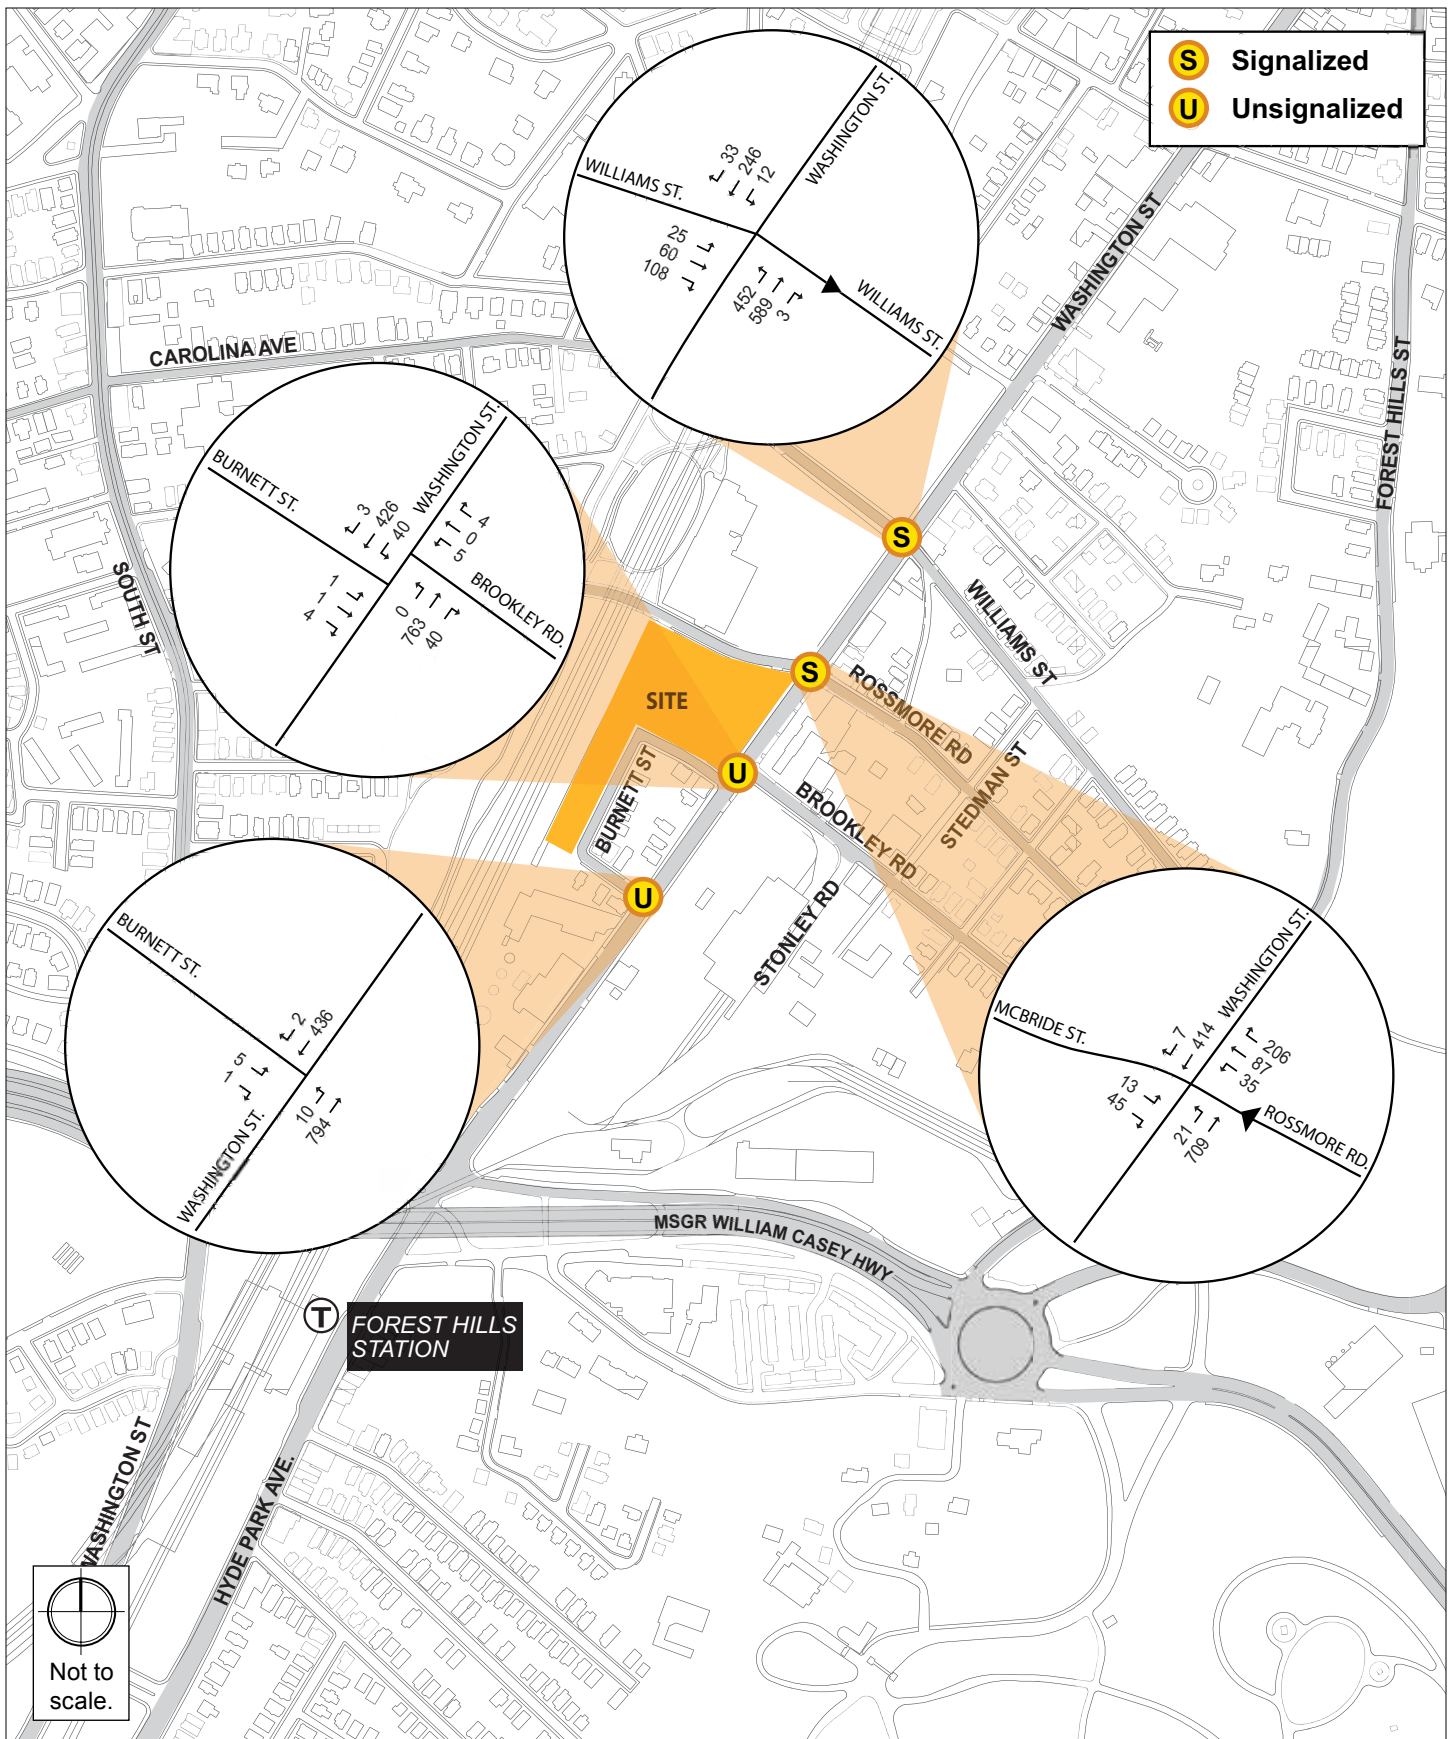 S Signalized
U Unsignalized
WASHINGTON ST.
WILLIAMS ST.
33
246
12
25
60
108
452
589
3
WILLIAMS ST.
WASHINGTON ST
FOREST HILLS ST
CAROLINA AVE
SOUTH ST
WASHINGTON ST.
BURNETT ST.
3
426
40
4
0
5
1
1
4
0
763
40
BROOKLEY RD.
S
WILLIAMS ST
S
ROSSMORE RD
SITE
STEDMAN ST
U
BURNETT ST
BROOKLEY RD
U
STONLEY RD
BURNETT ST.
2
436
5
1
10
794
WASHINGTON ST.
WASHINGTON ST.
MCBRIDE ST.
7
414
206
87
35
13
45
21
709
ROSSMORE RD.
MSGR WILLIAM CASEY HWY
T
FOREST HILLS
STATION
WASHINGTON ST
HYDE PARK AVE.
Not to
scale.